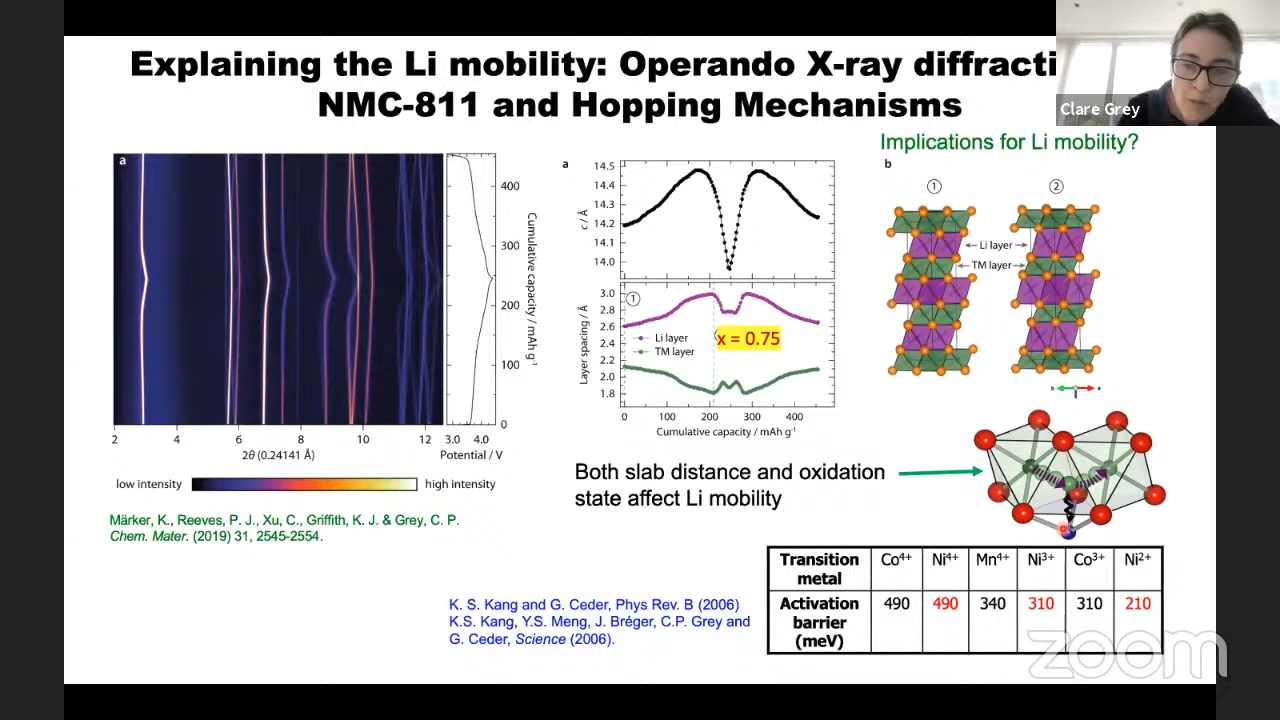 Explaining the Li mobility: Operando X-ray diffracti
NMC-811 and Hopping Mechanisms
Clare Grey
Implications for Li mobility?
a
400
300
200
100
0
Cumulative capacity / mAh g⁻¹
2 4 6 8 10 12 3.0 4.0
2θ (0.24141 Å) Potential / V
low intensity high intensity
a
14.5
14.4
14.3
14.2
14.1
14.0
c / Å
3.0
2.8
2.6
2.4
2.2
2.0
1.8
Layer spacing / Å
①
Li layer
TM layer
x = 0.75
0 100 200 300 400
Cumulative capacity / mAh g⁻¹
b
① ②
Li layer
TM layer
b a
Both slab distance and oxidation
state affect Li mobility
Märker, K., Reeves, P. J., Xu, C., Griffith, K. J. & Grey, C. P.
Chem. Mater. (2019) 31, 2545-2554.
K. S. Kang and G. Ceder, Phys Rev. B (2006)
K.S. Kang, Y.S. Meng, J. Bréger, C.P. Grey and
G. Ceder, Science (2006).
Transition metal Co⁴⁺ Ni⁴⁺ Mn⁴⁺ Ni³⁺ Co³⁺ Ni²⁺
Activation barrier (meV) 490 490 340 310 310 210
zoom